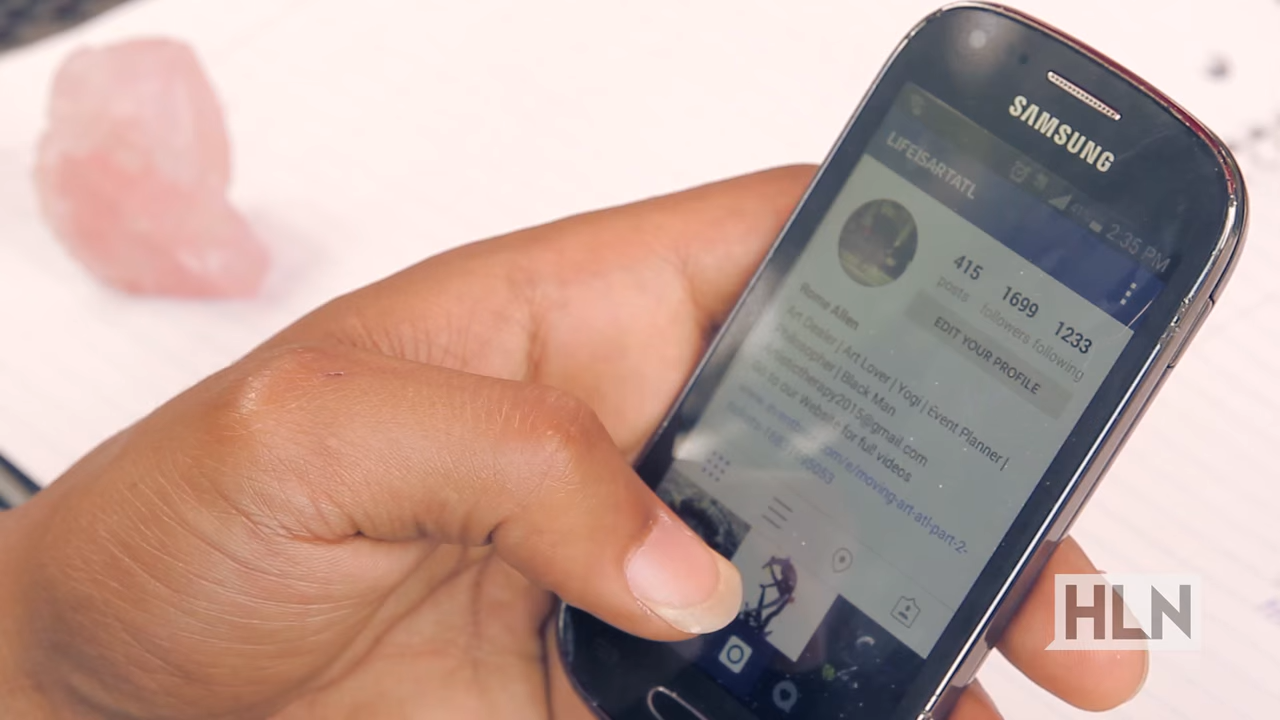 SAMSUNG
2:35 PM
LIFEISARTATL
415 1699 1233
posts followers following
EDIT YOUR PROFILE
Rome Allen
Art Dealer | Art Lover | Yogi | Event Planner |
Philosopher | Black Man
Go to our Website for full videos
HLN